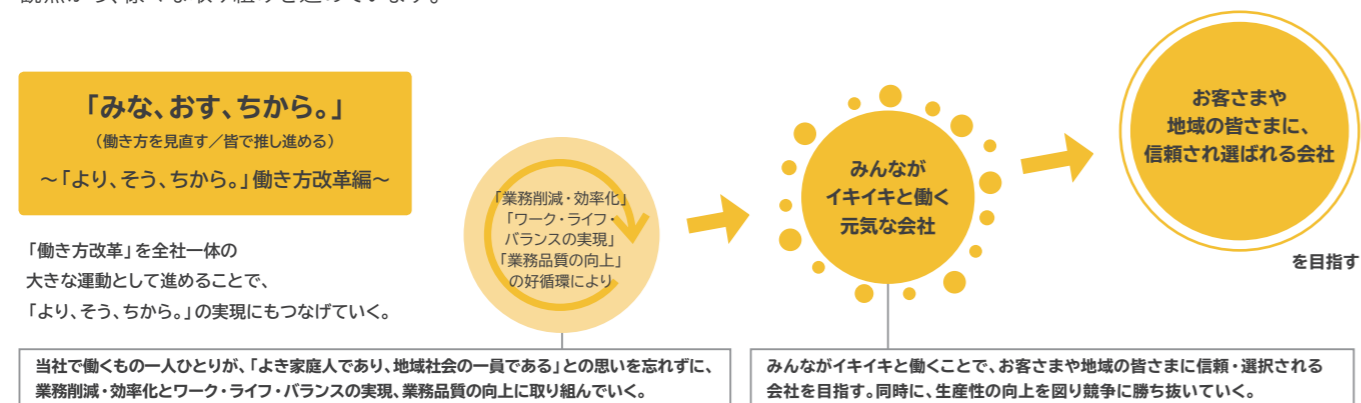 「みな、おす、ちから。」
（働き方を見直す／皆で推し進める）
～「より、そう、ちから。」働き方改革編～
「働き方改革」を全社一体の
大きな運動として進めることで、
「より、そう、ちから。」の実現にもつなげていく。
「業務削減・効率化」
「ワーク・ライフ・
バランスの実現」
「業務品質の向上」
の好循環により
みんなが
イキイキと働く
元気な会社
お客さまや
地域の皆さまに、
信頼され選ばれる会社
を目指す
当社で働くもの一人ひとりが、「よき家庭人であり、地域社会の一員である」との思いを忘れずに、
業務削減・効率化とワーク・ライフ・バランスの実現、業務品質の向上に取り組んでいく。
みんながイキイキと働くことで、お客さまや地域の皆さまに信頼・選択される
会社を目指す。同時に、生産性の向上を図り競争に勝ち抜いていく。